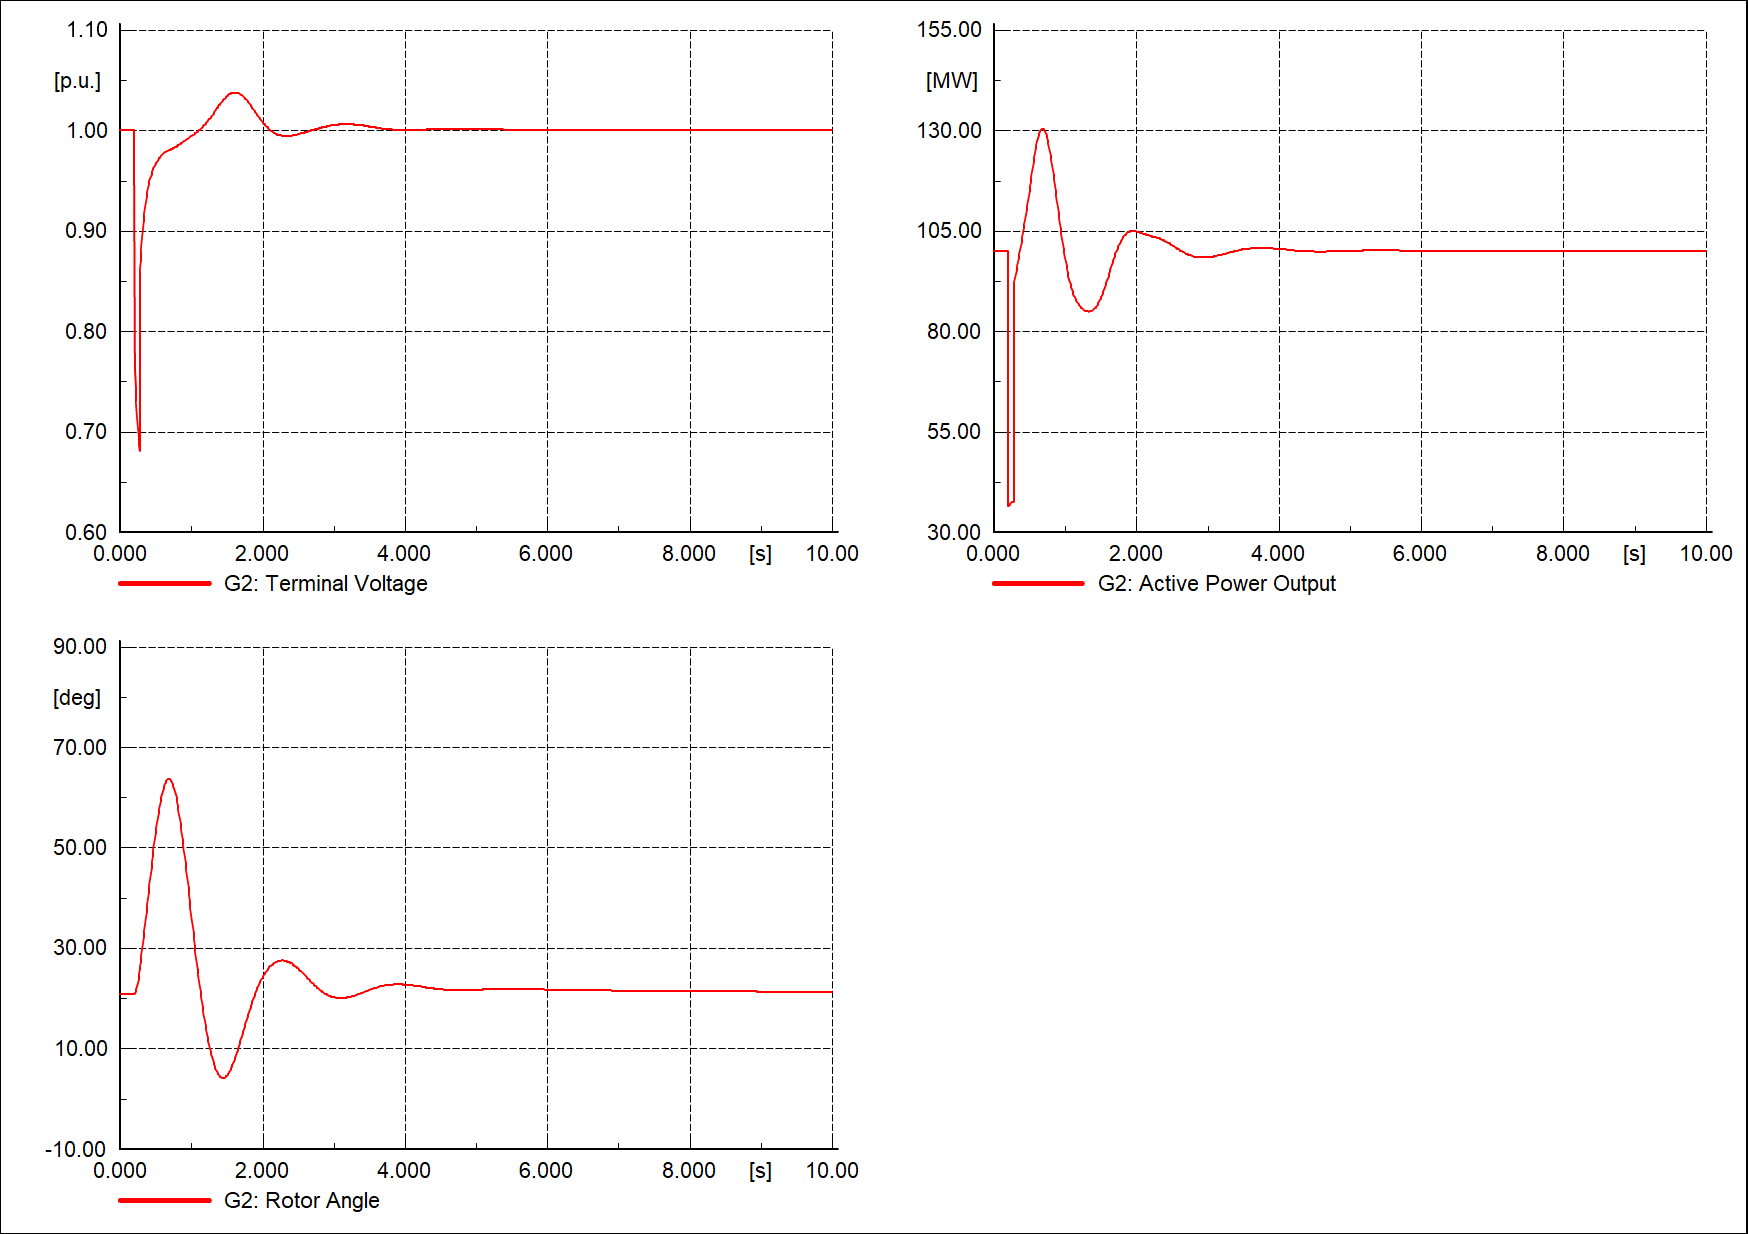 1.10
[p.u.]
1.00
0.90
0.80
0.70
0.60
0.000 2.000 4.000 6.000 8.000 [s] 10.00
G2: Terminal Voltage
155.00
[MW]
130.00
105.00
80.00
55.00
30.00
0.000 2.000 4.000 6.000 8.000 [s] 10.00
G2: Active Power Output
90.00
[deg]
70.00
50.00
30.00
10.00
-10.00
0.000 2.000 4.000 6.000 8.000 [s] 10.00
G2: Rotor Angle